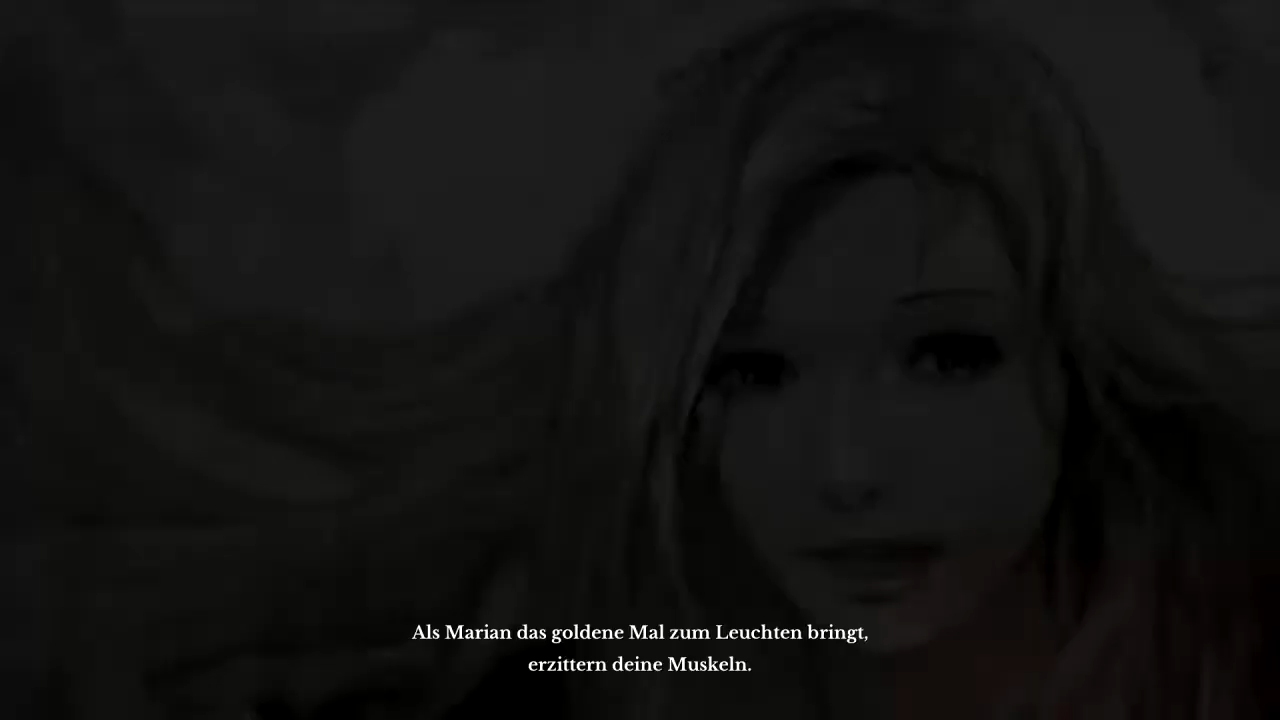 Als Marian das goldene Mal zum Leuchten bringt,
erzittern deine Muskeln.